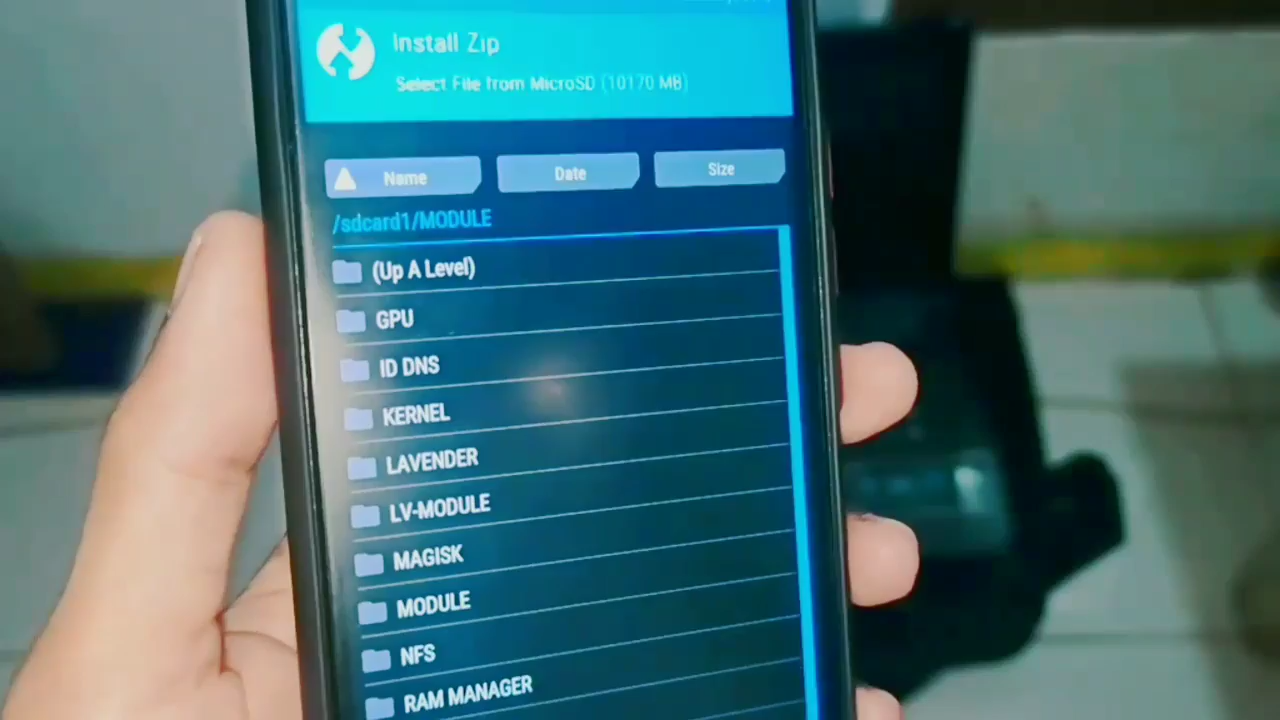 Install Zip
Select File from MicroSD (10170 MB)
Name Date Size
/sdcard1/MODULE
(Up A Level)
GPU
ID DNS
KERNEL
LAVENDER
LV-MODULE
MAGISK
MODULE
NFS
RAM MANAGER